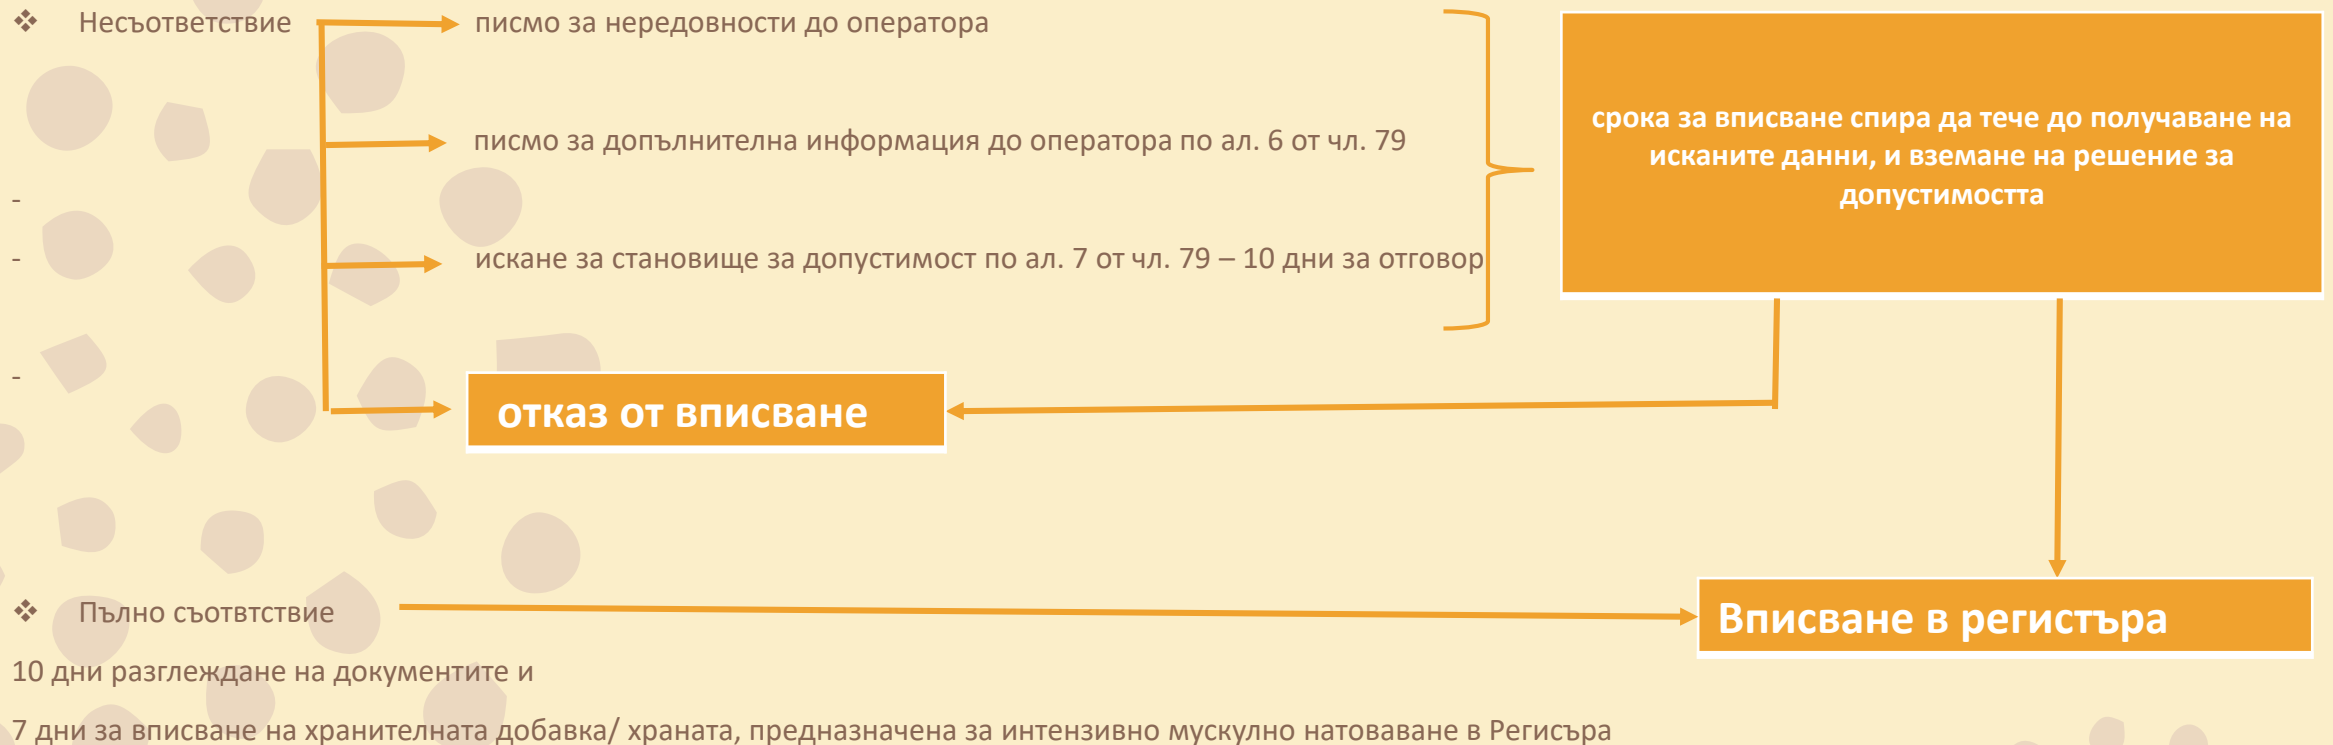 ❖ Несъответствие
писмо за нередовности до оператора
писмо за допълнителна информация до оператора по ал. 6 от чл. 79
-
- искане за становище за допустимост по ал. 7 от чл. 79 – 10 дни за отговор
срока за вписване спира да тече до получаване на
исканите данни, и вземане на решение за
допустимостта
-
отказ от вписване
❖ Пълно съотвтствие
Вписване в регистъра
10 дни разглеждане на документите и
7 дни за вписване на хранителната добавка/ храната, предназначена за интензивно мускулно натоваване в Регисъра